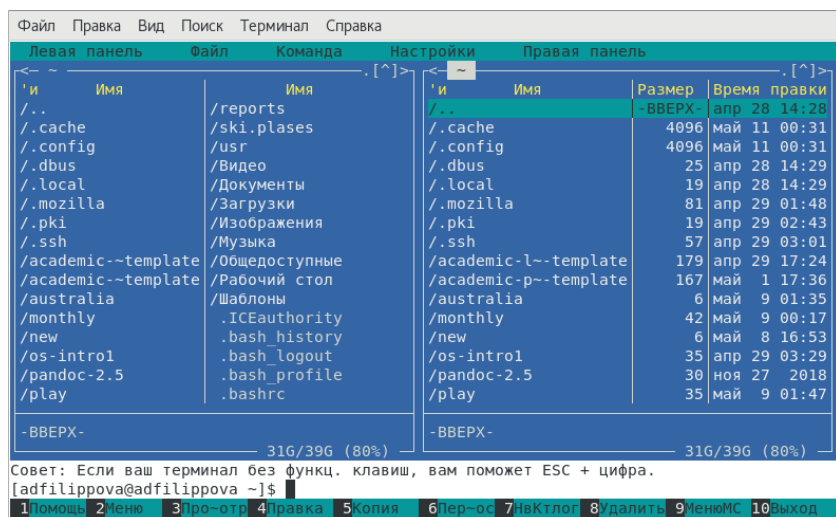 Файл Правка Вид Поиск Терминал Справка
Левая панель Файл Команда Настройки Правая панель
<— ~ .[^]> <— ~ .[^]>
'и Имя Имя 'и Имя Размер Время правки
/.. /reports /.. -ВВЕРХ- апр 28 14:28
/.cache /ski.plases /.cache 4096 май 11 00:31
/.config /usr /.config 4096 май 11 00:31
/.dbus /Видео /.dbus 25 апр 28 14:29
/.local /Документы /.local 19 апр 28 14:29
/.mozilla /Загрузки /.mozilla 81 апр 29 01:48
/.pki /Изображения /.pki 19 апр 29 02:43
/.ssh /Музыка /.ssh 57 апр 29 03:01
/academic-~template /Общедоступные /academic-l~-template 179 апр 29 17:24
/academic-~template /Рабочий стол /academic-p~-template 167 май 1 17:36
/australia /Шаблоны /australia 6 май 9 01:35
/monthly .ICEauthority /monthly 42 май 9 00:17
/new .bash_history /new 6 май 8 16:53
/os-intro1 .bash_logout /os-intro1 35 апр 29 03:29
/pandoc-2.5 .bash_profile /pandoc-2.5 30 ноя 27 2018
/play .bashrc /play 35 май 9 01:47
-ВВЕРХ- -ВВЕРХ-
31G/39G (80%) 31G/39G (80%)
Совет: Если ваш терминал без функц. клавиш, вам поможет ESC + цифра.
[adfilippova@adfilippova ~]$
1Помощь 2Меню 3Про~отр 4Правка 5Копия 6Пер~ос 7НвКтлог 8Удалить 9МенюМС 10Выход